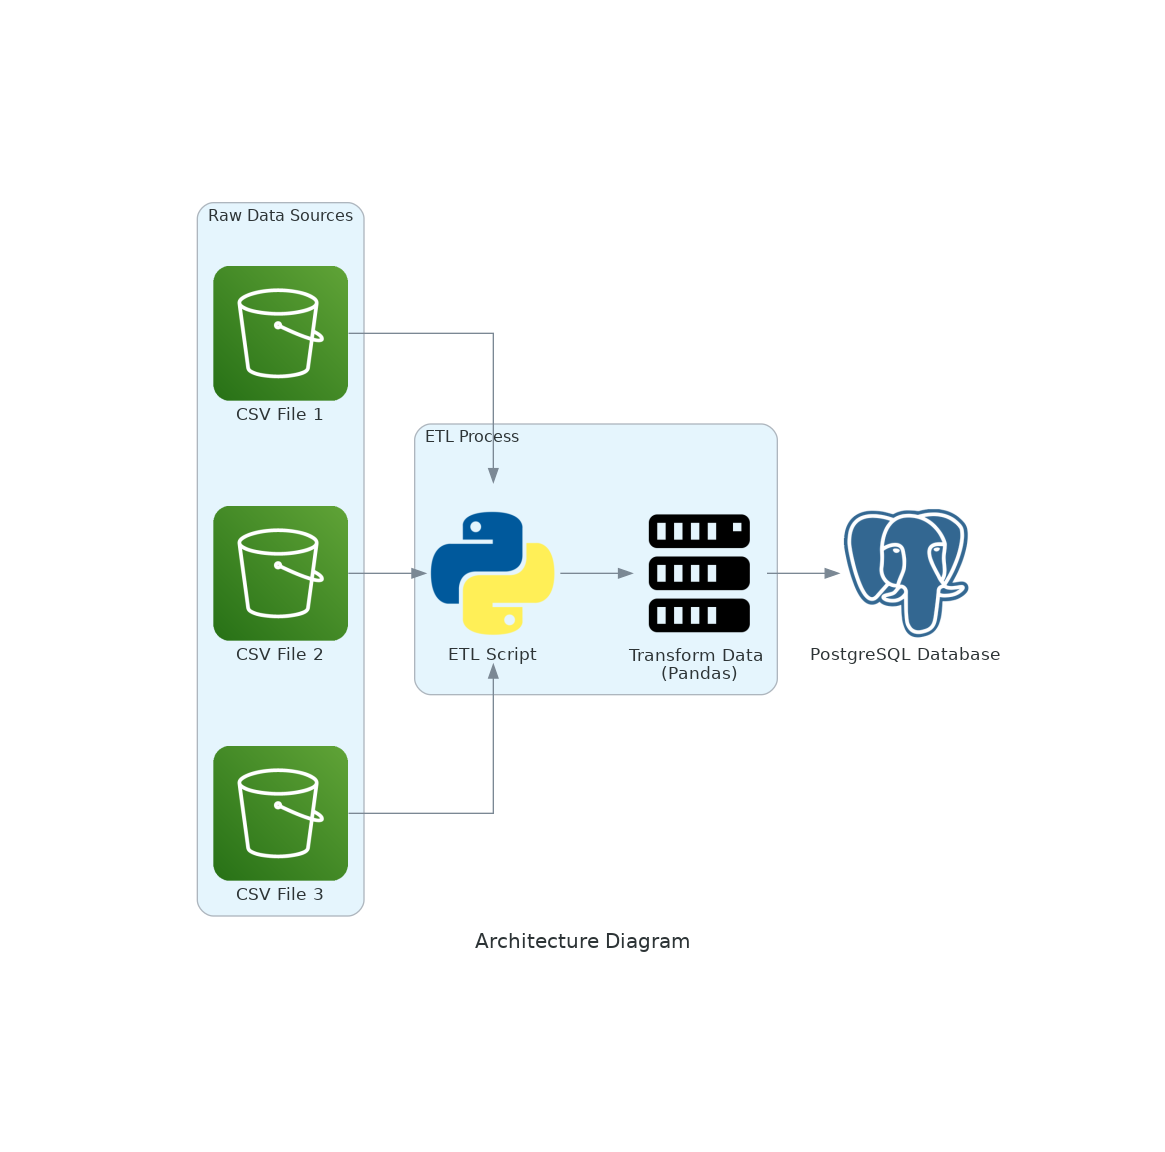 Raw Data Sources
CSV File 1
ETL Process
CSV File 2
ETL Script
Transform Data
(Pandas)
PostgreSQL Database
CSV File 3
Architecture Diagram